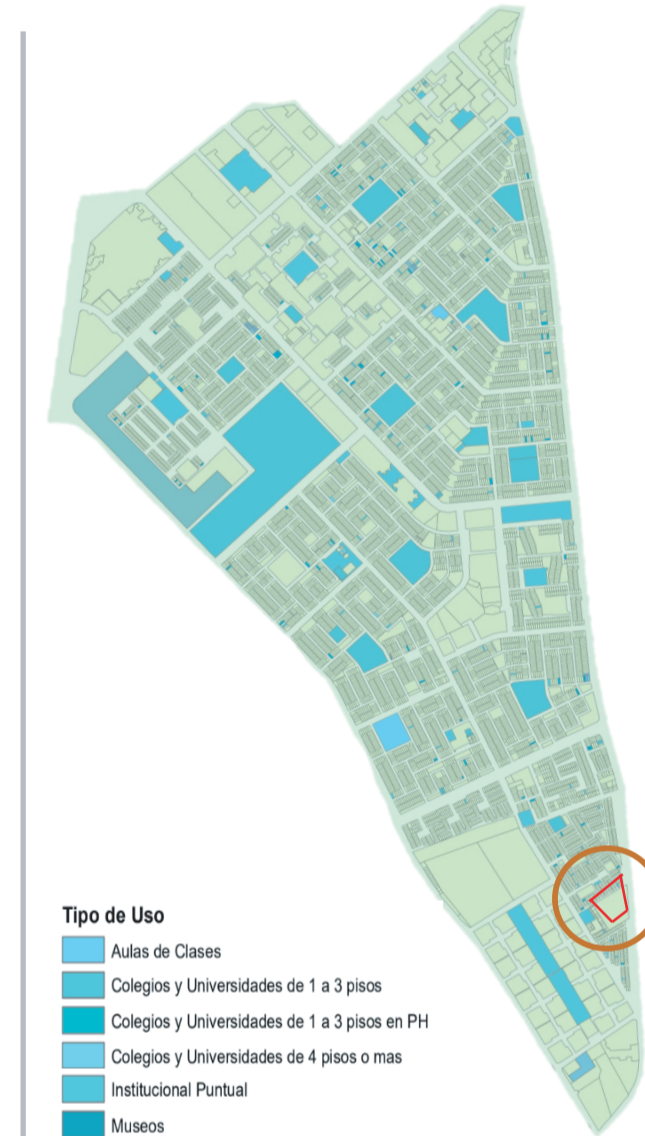 Tipo de Uso
Aulas de Clases
Colegios y Universidades de 1 a 3 pisos
Colegios y Universidades de 1 a 3 pisos en PH
Colegios y Universidades de 4 pisos o mas
Institucional Puntual
Museos